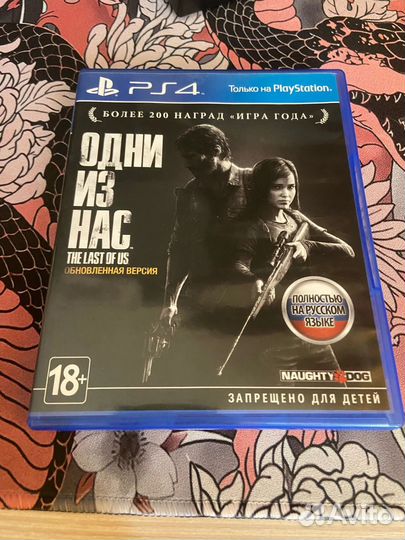 PS4
Только на PlayStation®
БОЛЕЕ 200 НАГРАД «ИГРА ГОДА»
ОДНИ
ИЗ
НАС
THE LAST OF US
ОБНОВЛЕННАЯ ВЕРСИЯ
ПОЛНОСТЬЮ
НА РУССКОМ
ЯЗЫКЕ
18+
NAUGHTY DOG
ЗАПРЕЩЕНО ДЛЯ ДЕТЕЙ
Avito